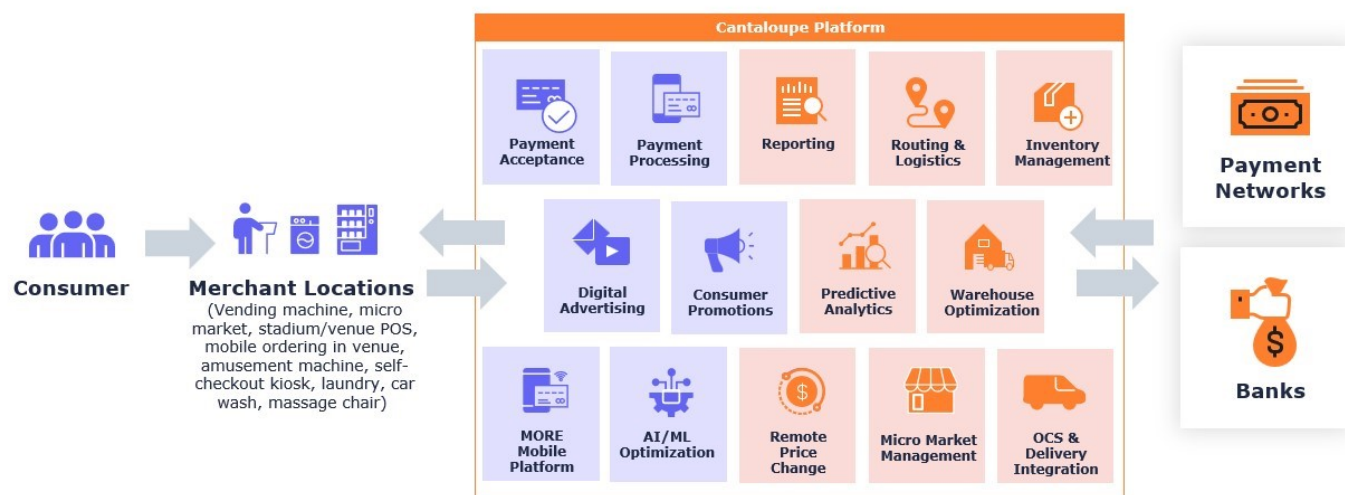 Cantaloupe Platform
Payment
Acceptance
Payment
Processing
Reporting
Routing &
Logistics
Inventory
Management
Payment
Networks
Consumer
Merchant Locations
(Vending machine, micro
market, stadium/venue POS,
mobile ordering in venue,
amusement machine, self-
checkout kiosk, laundry, car
wash, massage chair)
Digital
Advertising
Consumer
Promotions
Predictive
Analytics
Warehouse
Optimization
$
Banks
MORE
Mobile
Platform
AI/ML
Optimization
$
Remote
Price
Change
Micro Market
Management
OCS &
Delivery
Integration